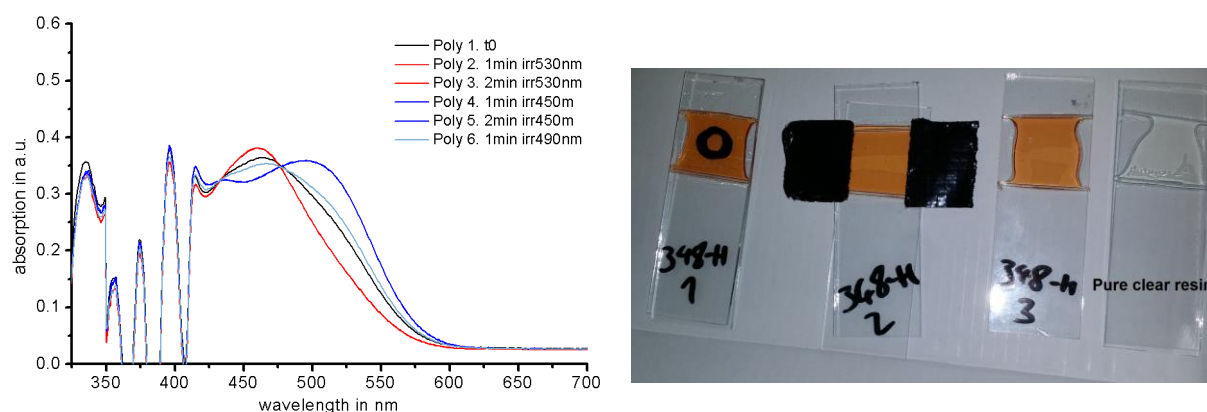 0.6
0.5
0.4
0.3
0.2
0.1
0.0
absorption in a.u.
350 400 450 500 550 600 650 700
wavelength in nm
Poly 1. t0
Poly 2. 1min irr530nm
Poly 3. 2min irr530nm
Poly 4. 1min irr450m
Poly 5. 2min irr450m
Poly 6. 1min irr490nm
348-H
1
348-H
2
348-H
3
Pure clear resin